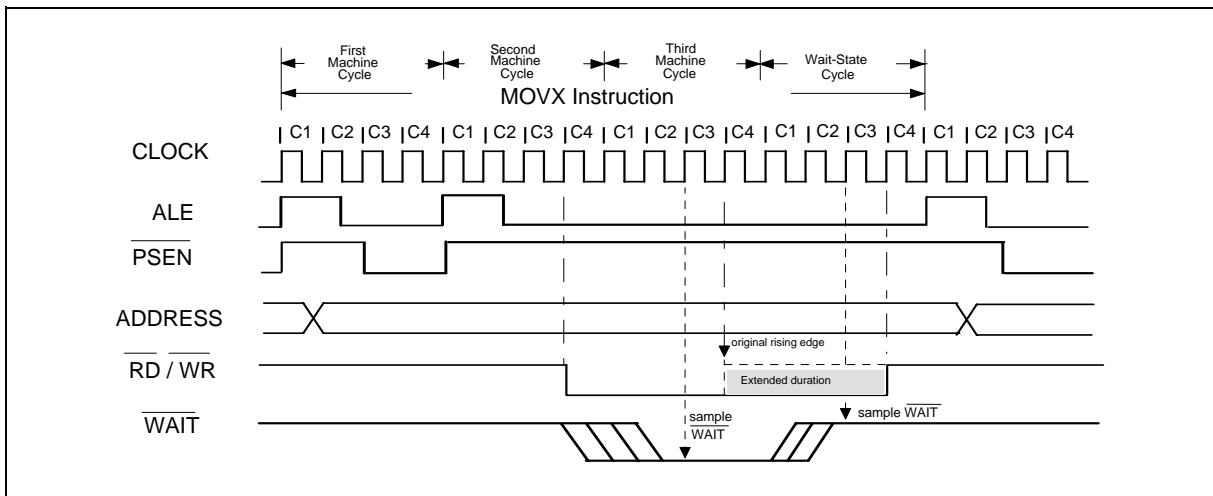 First Machine Cycle
Second Machine Cycle
Third Machine Cycle
Wait-State Cycle
MOVX Instruction
C1 C2 C3 C4 C1 C2 C3 C4 C1 C2 C3 C4 C1 C2 C3 C4 C1 C2 C3 C4
CLOCK
ALE
PSEN
ADDRESS
original rising edge
RD / WR
Extended duration
sample WAIT
sample WAIT
WAIT